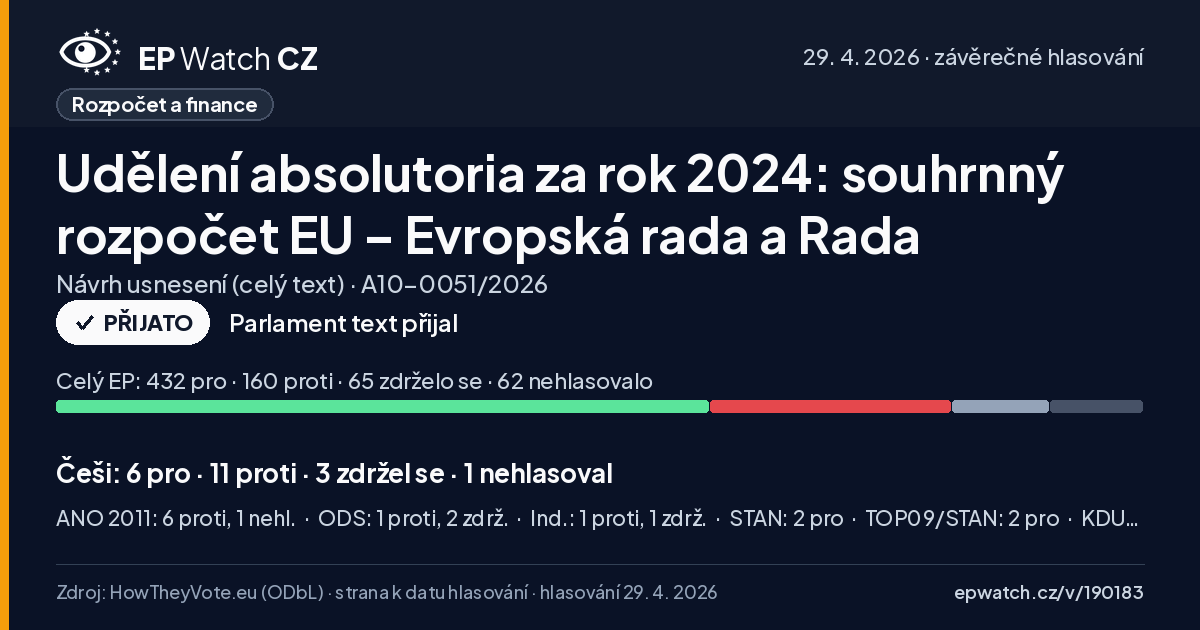 EP Watch CZ
29. 4. 2026 · závěrečné hlasování
Rozpočet a finance
Udělení absolutoria za rok 2024: souhrnný
rozpočet EU – Evropská rada a Rada
Návrh usnesení (celý text) · A10–0051/2026
✓ PŘIJATO Parlament text přijal
Celý EP: 432 pro · 160 proti · 65 zdrželo se · 62 nehlasovalo
Češi: 6 pro · 11 proti · 3 zdržel se · 1 nehlasoval
ANO 2011: 6 proti, 1 nehl. · ODS: 1 proti, 2 zdrž. · Ind.: 1 proti, 1 zdrž. · STAN: 2 pro · TOP09/STAN: 2 pro · KDU…
Zdroj: HowTheyVote.eu (ODbL) · strana k datu hlasování · hlasování 29. 4. 2026
epwatch.cz/v/190183